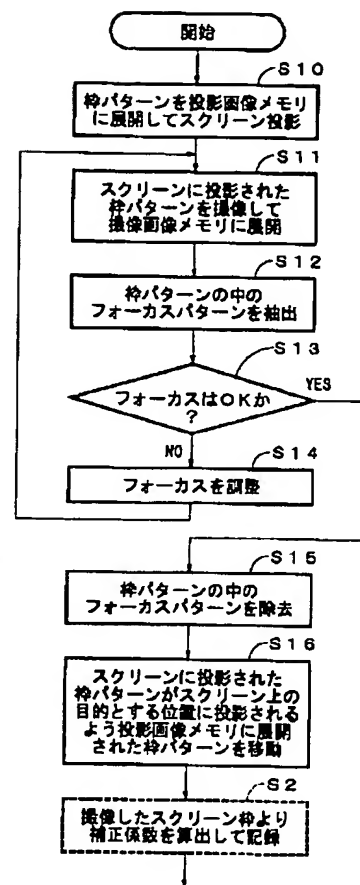 開始
S10
枠パターンを投影画像メモリ
に展開してスクリーン投影
S11
スクリーンに投影された
枠パターンを撮像して
撮像画像メモリに展開
S12
枠パターンの中の
フォーカスパターンを抽出
S13
フォーカスはOKか
?
YES
NO
S14
フォーカスを調整
S15
枠パターンの中の
フォーカスパターンを除去
S16
スクリーンに投影された
枠パターンがスクリーン上の
目的とする位置に投影される
よう投影画像メモリに展開
された枠パターンを移動
S2
撮像したスクリーン枠より
補正係数を算出して記録